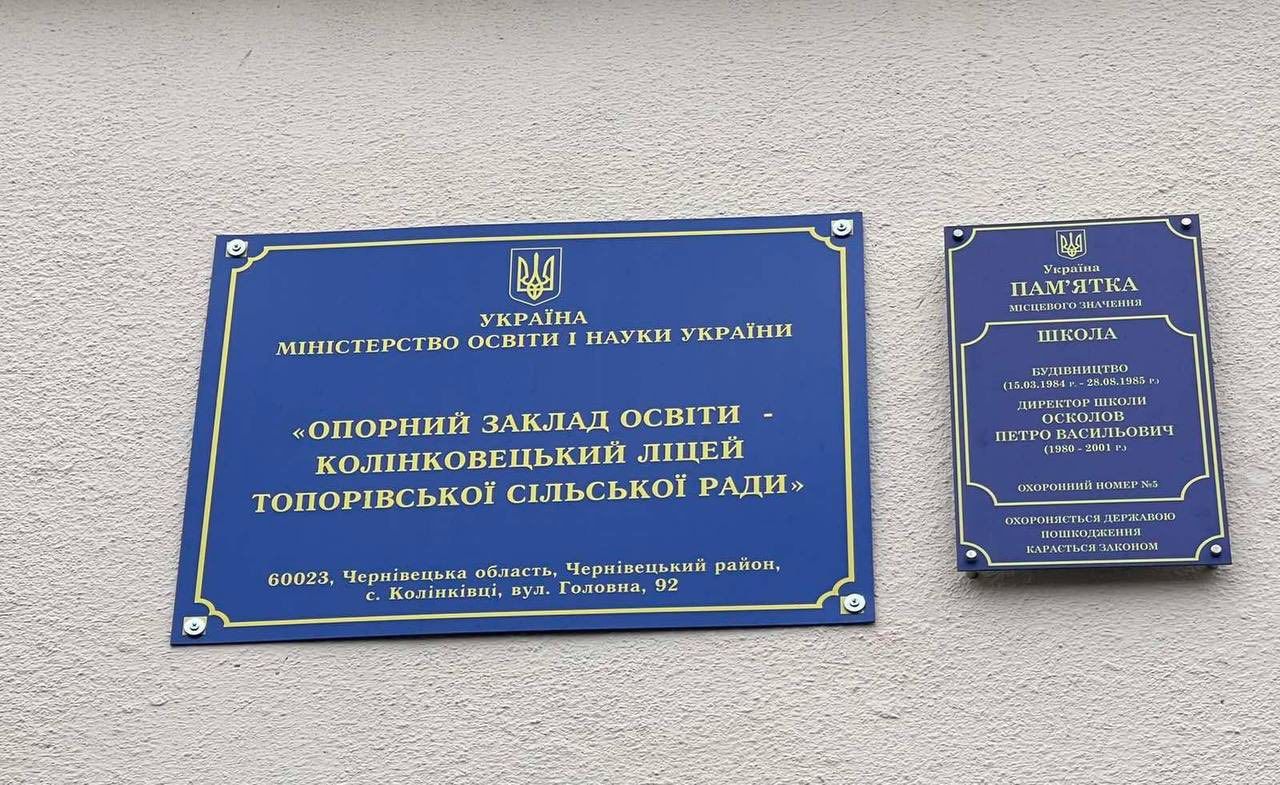 УКРАЇНА
МІНІСТЕРСТВО ОСВІТИ І НАУКИ УКРАЇНИ
«ОПОРНИЙ ЗАКЛАД ОСВІТИ -
КОЛІНКОВЕЦЬКИЙ ЛІЦЕЙ
ТОПОРІВСЬКОЇ СІЛЬСЬКОЇ РАДИ»
60023, Чернівецька область, Чернівецький район,
с. Колінківці, вул. Головна, 92
Україна
ПАМ'ЯТКА
МІСЦЕВОГО ЗНАЧЕННЯ
ШКОЛА
БУДІВНИЦТВО
(15.03.1984 Р. - 28.08.1985 Р.)
ДИРЕКТОР ШКОЛИ
ОСКОЛОВ
ПЕТРО ВАСИЛЬОВИЧ
(1980 - 2001 Р.)
ОХОРОННИЙ НОМЕР №5
ОХОРОНЯЄТЬСЯ ДЕРЖАВОЮ
ПОШКОДЖЕННЯ
КАРАЄТЬСЯ ЗАКОНОМ